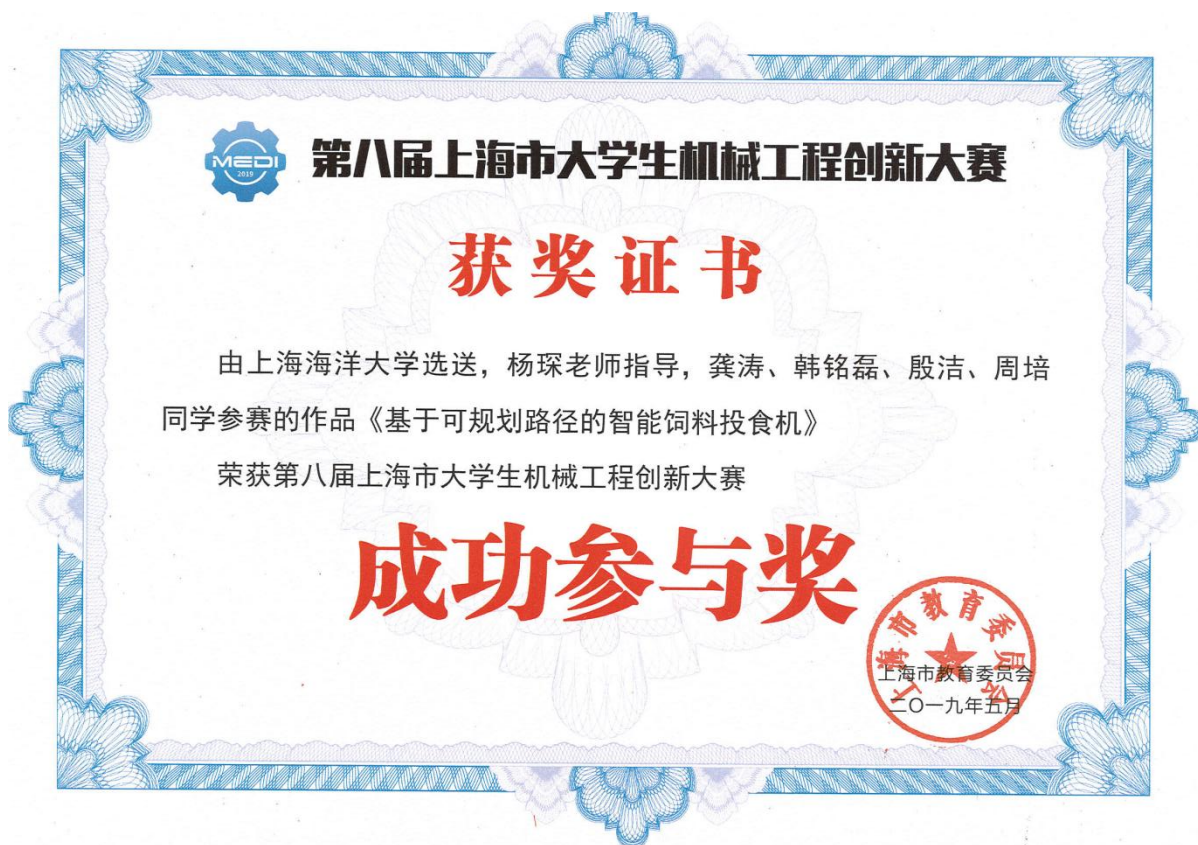 MEDI
2019
第八届上海市大学生机械工程创新大赛
获奖证书
由上海海洋大学选送，杨琛老师指导，龚涛、韩铭磊、殷洁、周培
同学参赛的作品《基于可规划路径的智能饲料投食机》
荣获第八届上海市大学生机械工程创新大赛
成功参与奖
上海市教育委员会
上海市教育委员会
二〇一九年五月